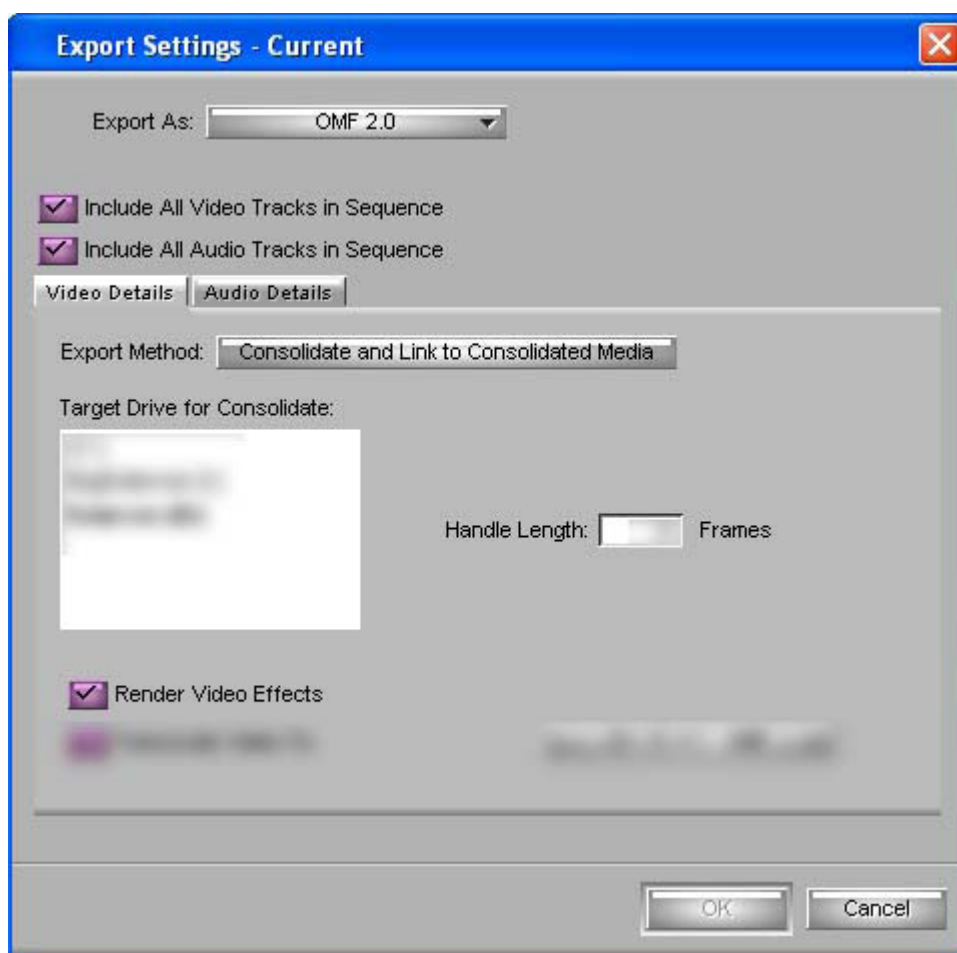 Export Settings - Current
Export As: OMF 2.0
Include All Video Tracks in Sequence
Include All Audio Tracks in Sequence
Video Details Audio Details
Export Method: Consolidate and Link to Consolidated Media
Target Drive for Consolidate:
Handle Length: Frames
Render Video Effects
OK Cancel